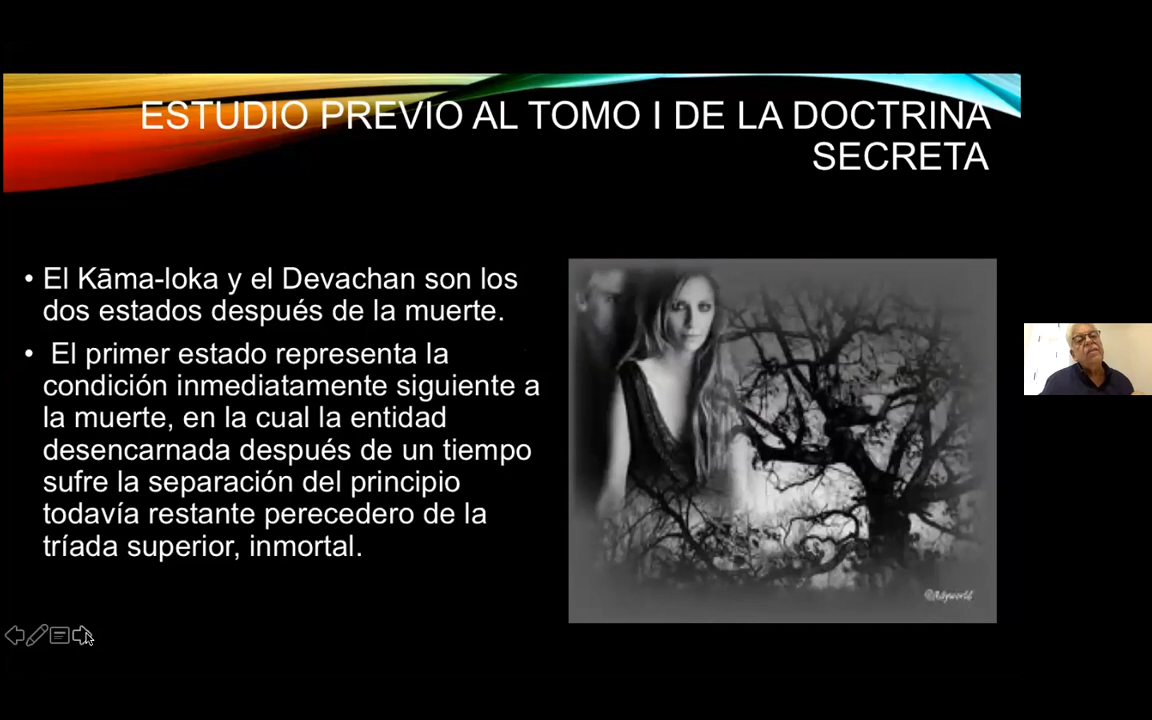 ESTUDIO PREVIO AL TOMO I DE LA DOCTRINA
SECRETA
• El Kāma-loka y el Devachan son los
dos estados después de la muerte.
• El primer estado representa la
condición inmediatamente siguiente a
la muerte, en la cual la entidad
desencarnada después de un tiempo
sufre la separación del principio
todavía restante perecedero de la
tríada superior, inmortal.